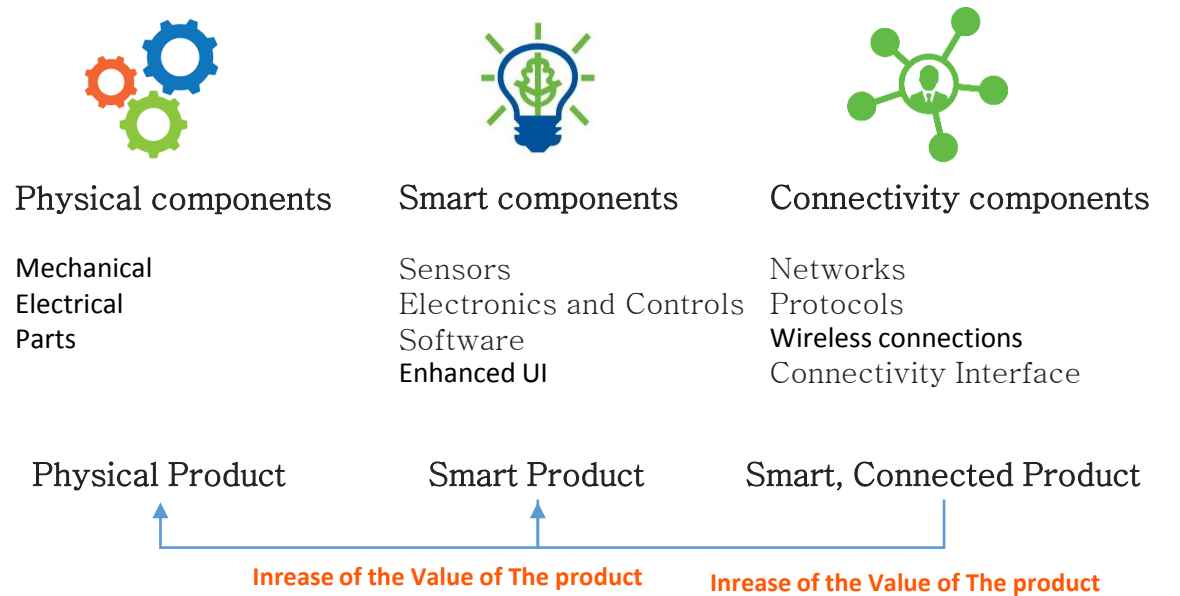 Physical components
Mechanical
Electrical
Parts
Smart components
Sensors
Electronics and Controls
Software
Enhanced UI
Connectivity components
Networks
Protocols
Wireless connections
Connectivity Interface
Physical Product
Smart Product
Smart, Connected Product
Inrease of the Value of The product
Inrease of the Value of The product